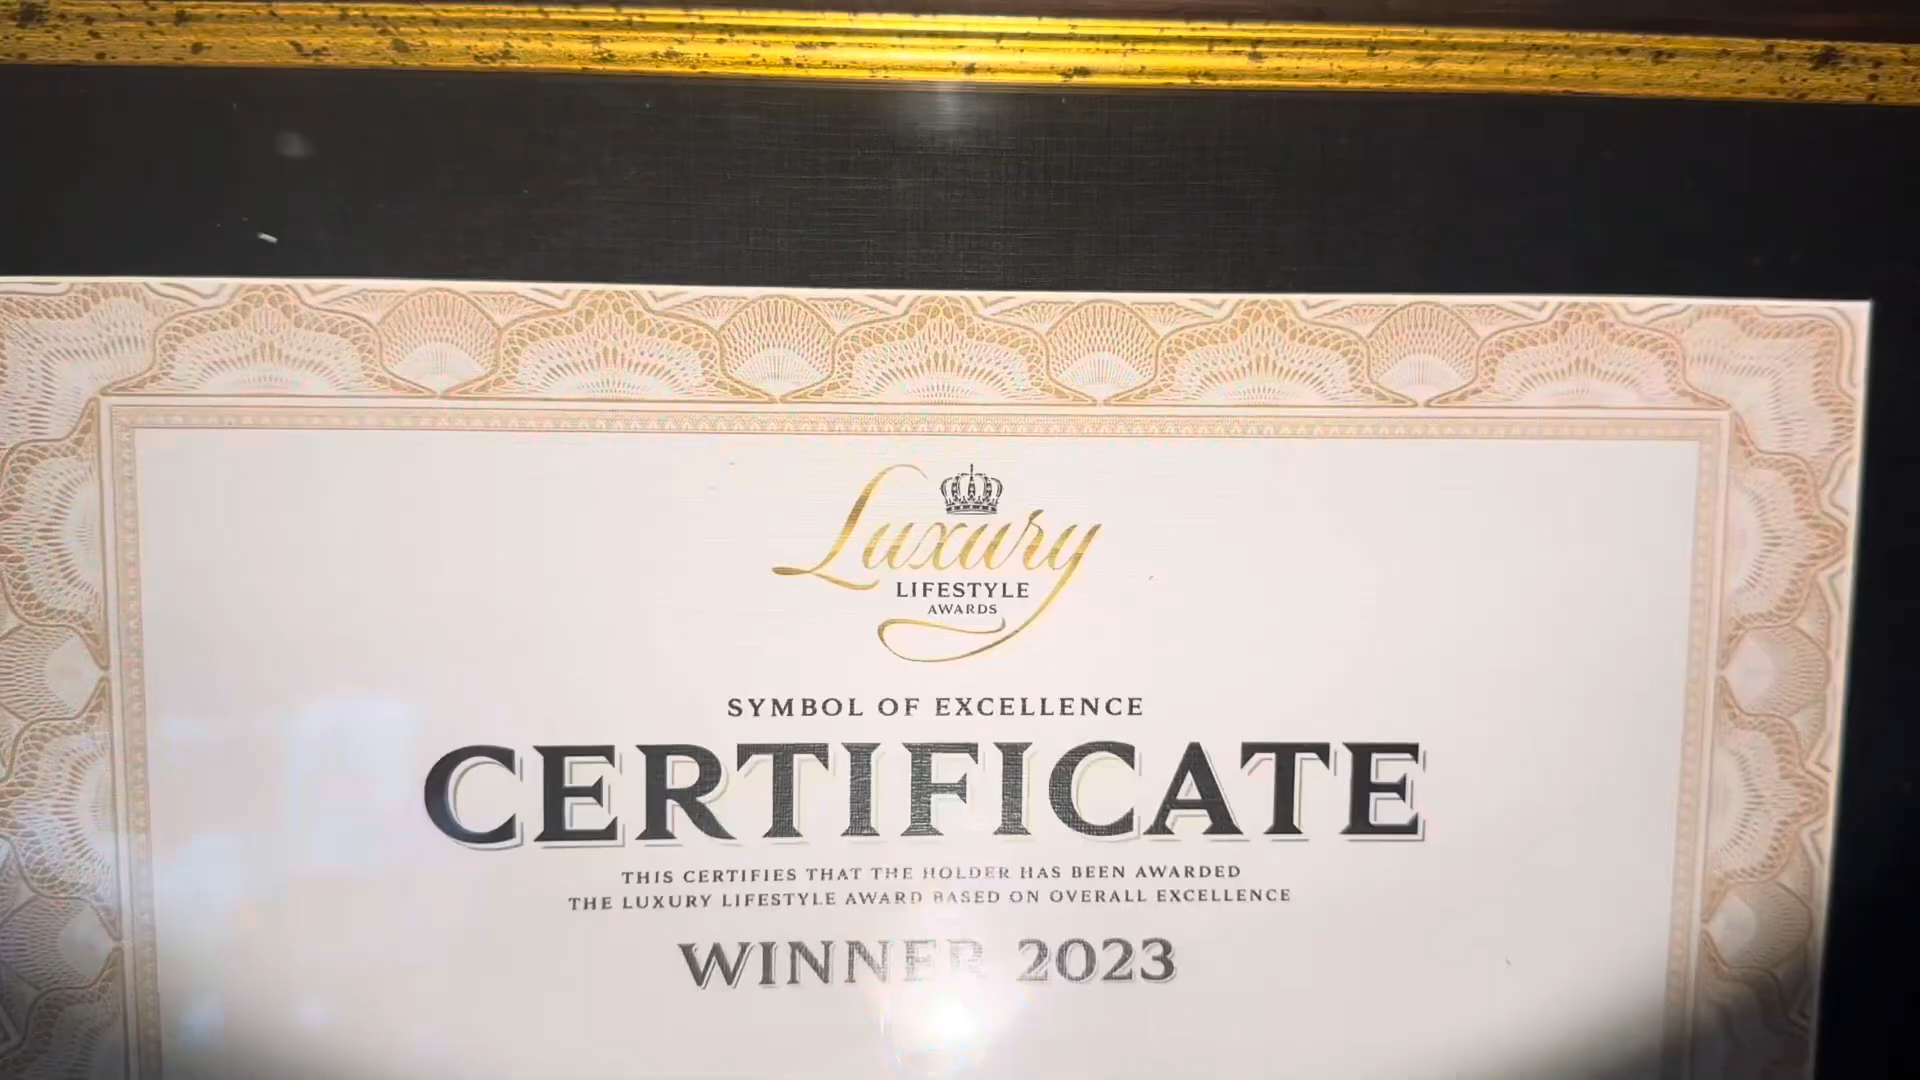 Luxury
LIFESTYLE
AWARDS
SYMBOL OF EXCELLENCE
CERTIFICATE
THIS CERTIFIES THAT THE HOLDER HAS BEEN AWARDED
THE LUXURY LIFESTYLE AWARD BASED ON OVERALL EXCELLENCE
WINNER 2023